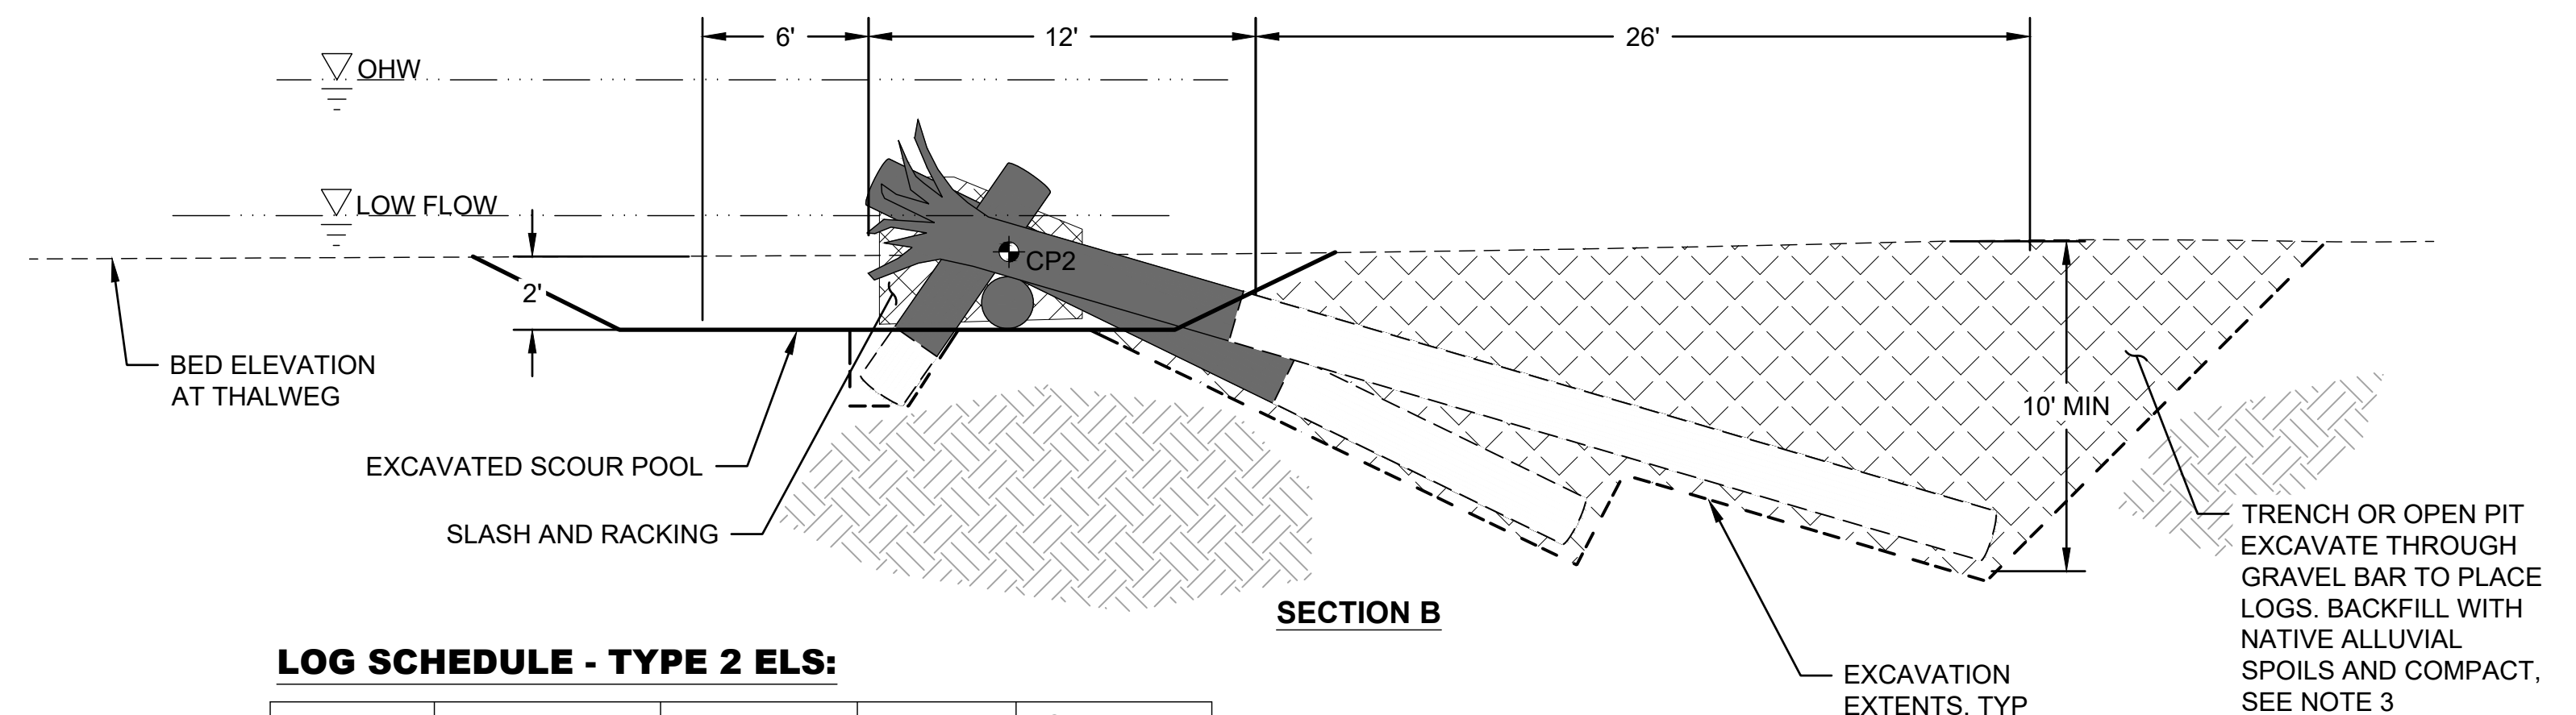 6'
12'
26'
OHW
LOW FLOW
CP2
2'
BED ELEVATION
AT THALWEG
10' MIN
EXCAVATED SCOUR POOL
SLASH AND RACKING
TRENCH OR OPEN PIT
EXCAVATE THROUGH
GRAVEL BAR TO PLACE
LOGS. BACKFILL WITH
NATIVE ALLUVIAL
SPOILS AND COMPACT,
SEE NOTE 3
SECTION B
LOG SCHEDULE - TYPE 2 ELS:
EXCAVATION
EXTENTS, TYP